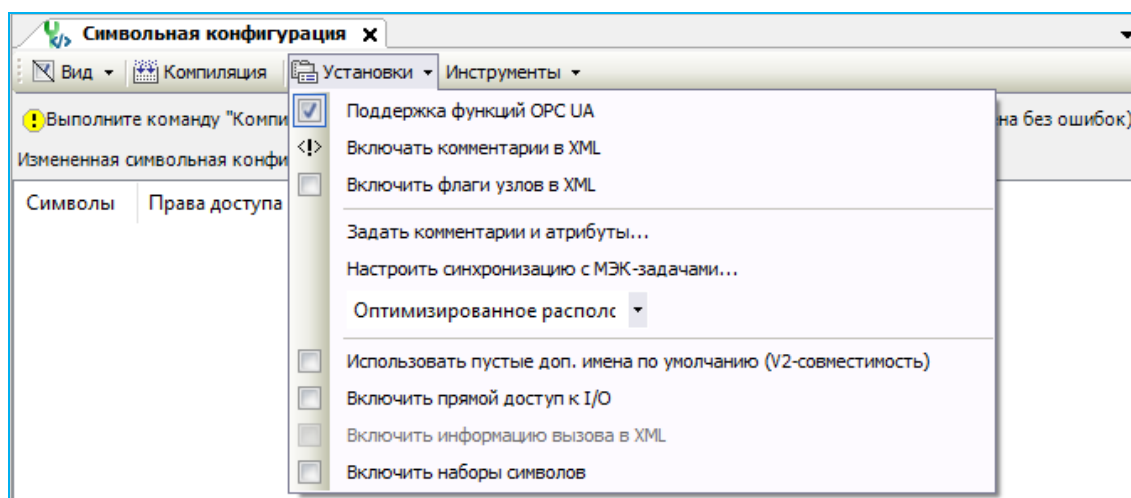 Символьная конфигурация X
Вид Компиляция Установки Инструменты
Выполните команду "Компи
на без ошибок)
Измененная символьная конфи
Символы Права доступа
Поддержка функций OPC UA
Включать комментарии в XML
Включить флаги узлов в XML
Задать комментарии и атрибуты...
Настроить синхронизацию с МЭК-задачами...
Оптимизированное располо
Использовать пустые доп. имена по умолчанию (V2-совместимость)
Включить прямой доступ к I/O
Включить информацию вызова в XML
Включить наборы символов